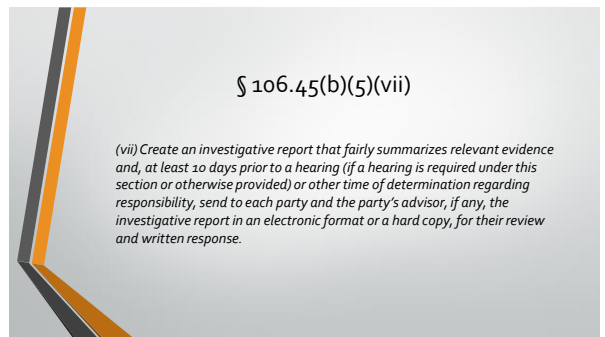 § 106.45(b)(5)(vii)
(vii) Create an investigative report that fairly summarizes relevant evidence
and, at least 10 days prior to a hearing (if a hearing is required under this
section or otherwise provided) or other time of determination regarding
responsibility, send to each party and the party's advisor, if any, the
investigative report in an electronic format or a hard copy, for their review
and written response.